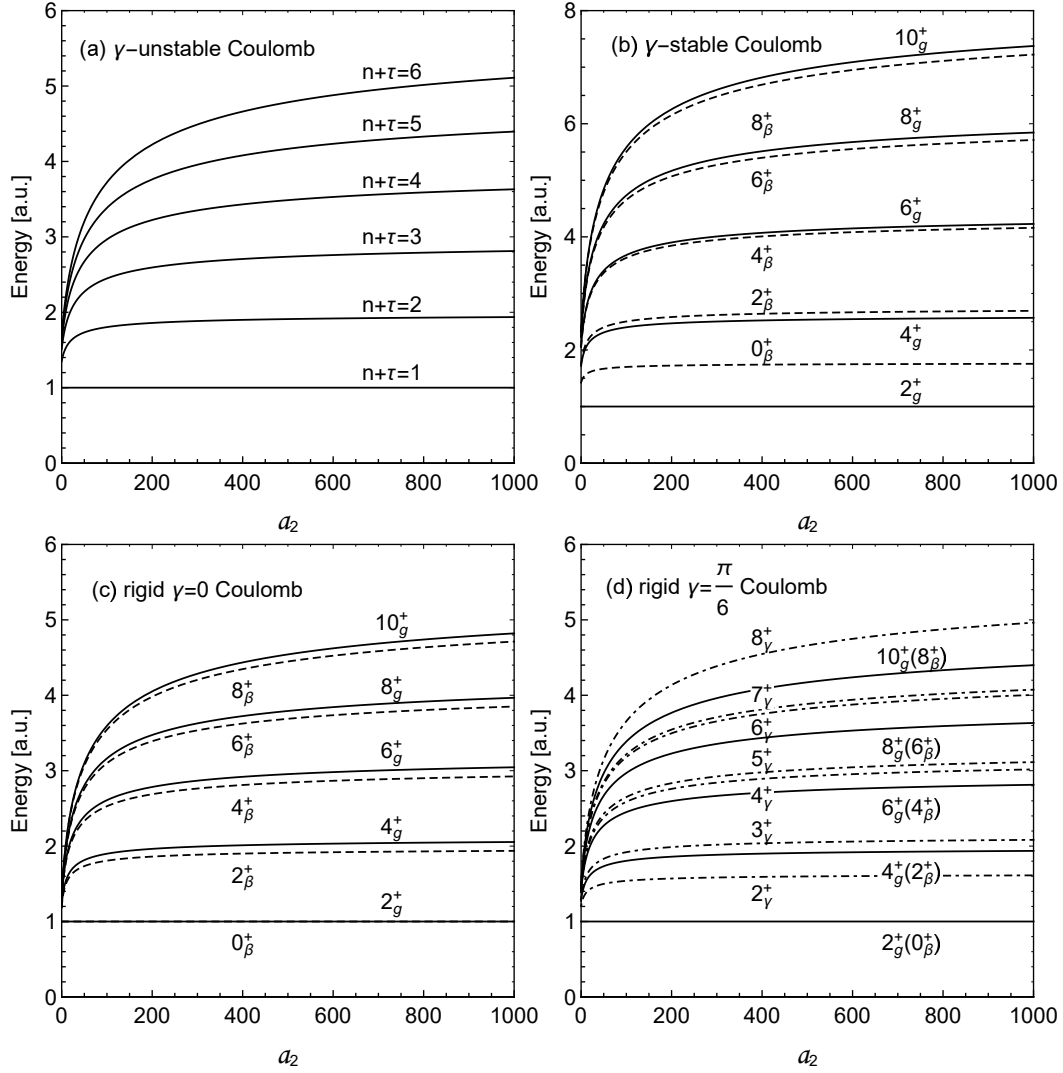 (a) γ-unstable Coulomb
n+τ=6
n+τ=5
n+τ=4
n+τ=3
n+τ=2
n+τ=1
Energy [a.u.]
6
5
4
3
2
1
0
0 200 400 600 800 1000
a₂
(b) γ-stable Coulomb
10⁺g
8⁺β
8⁺g
6⁺β
6⁺g
4⁺β
2⁺β
4⁺g
0⁺β
2⁺g
Energy [a.u.]
8
6
4
2
0
0 200 400 600 800 1000
a₂
(c) rigid γ=0 Coulomb
10⁺g
8⁺β
8⁺g
6⁺β
6⁺g
4⁺β
4⁺g
2⁺β
2⁺g
0⁺β
Energy [a.u.]
6
5
4
3
2
1
0
0 200 400 600 800 1000
a₂
(d) rigid γ=π/6 Coulomb
8⁺γ
10⁺g(8⁺β)
7⁺γ
6⁺γ
8⁺g(6⁺β)
5⁺γ
4⁺γ
6⁺g(4⁺β)
3⁺γ
4⁺g(2⁺β)
2⁺γ
2⁺g(0⁺β)
Energy [a.u.]
6
5
4
3
2
1
0
0 200 400 600 800 1000
a₂